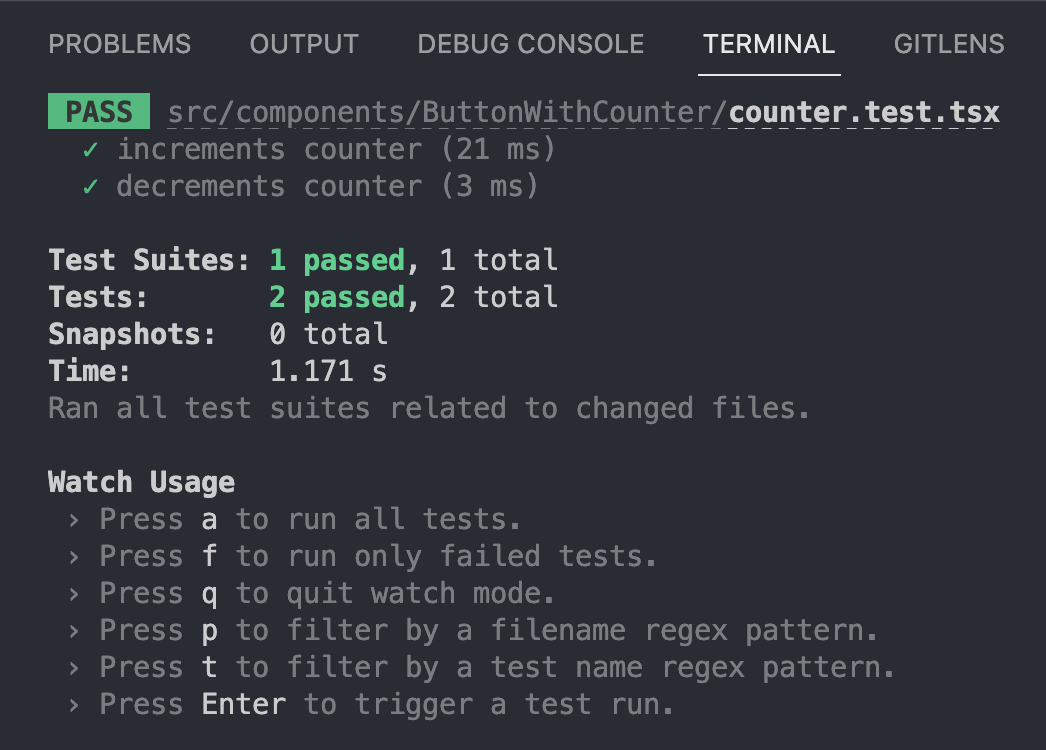 PROBLEMS OUTPUT DEBUG CONSOLE TERMINAL GITLENS
PASS src/components/ButtonWithCounter/counter.test.tsx
✓ increments counter (21 ms)
✓ decrements counter (3 ms)
Test Suites: 1 passed, 1 total
Tests: 2 passed, 2 total
Snapshots: 0 total
Time: 1.171 s
Ran all test suites related to changed files.
Watch Usage
› Press a to run all tests.
› Press f to run only failed tests.
› Press q to quit watch mode.
› Press p to filter by a filename regex pattern.
› Press t to filter by a test name regex pattern.
› Press Enter to trigger a test run.